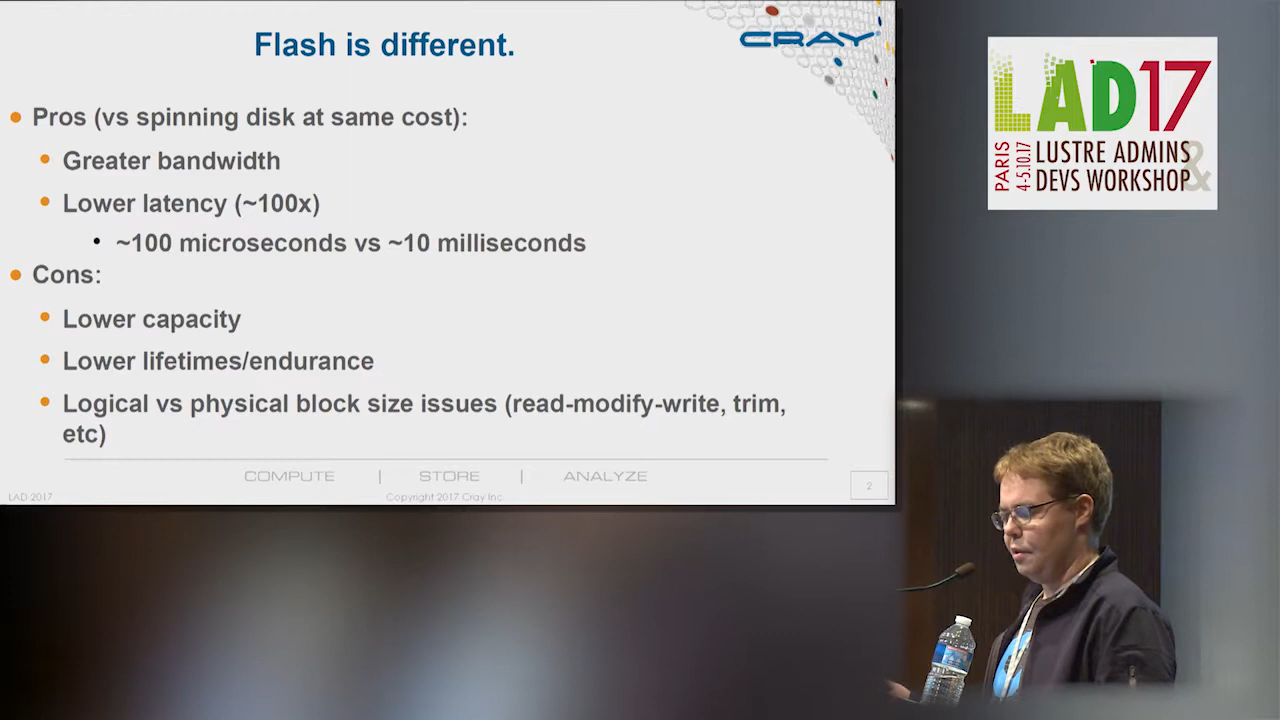 Flash is different.
CRAY
Pros (vs spinning disk at same cost):
Greater bandwidth
Lower latency (~100x)
~100 microseconds vs ~10 milliseconds
Cons:
Lower capacity
Lower lifetimes/endurance
Logical vs physical block size issues (read-modify-write, trim,
etc)
COMPUTE | STORE | ANALYZE
LAD 2017
Copyright 2017 Cray Inc
2
LAD17
PARIS
4-5.10.17
LUSTRE ADMINS
& DEVS WORKSHOP